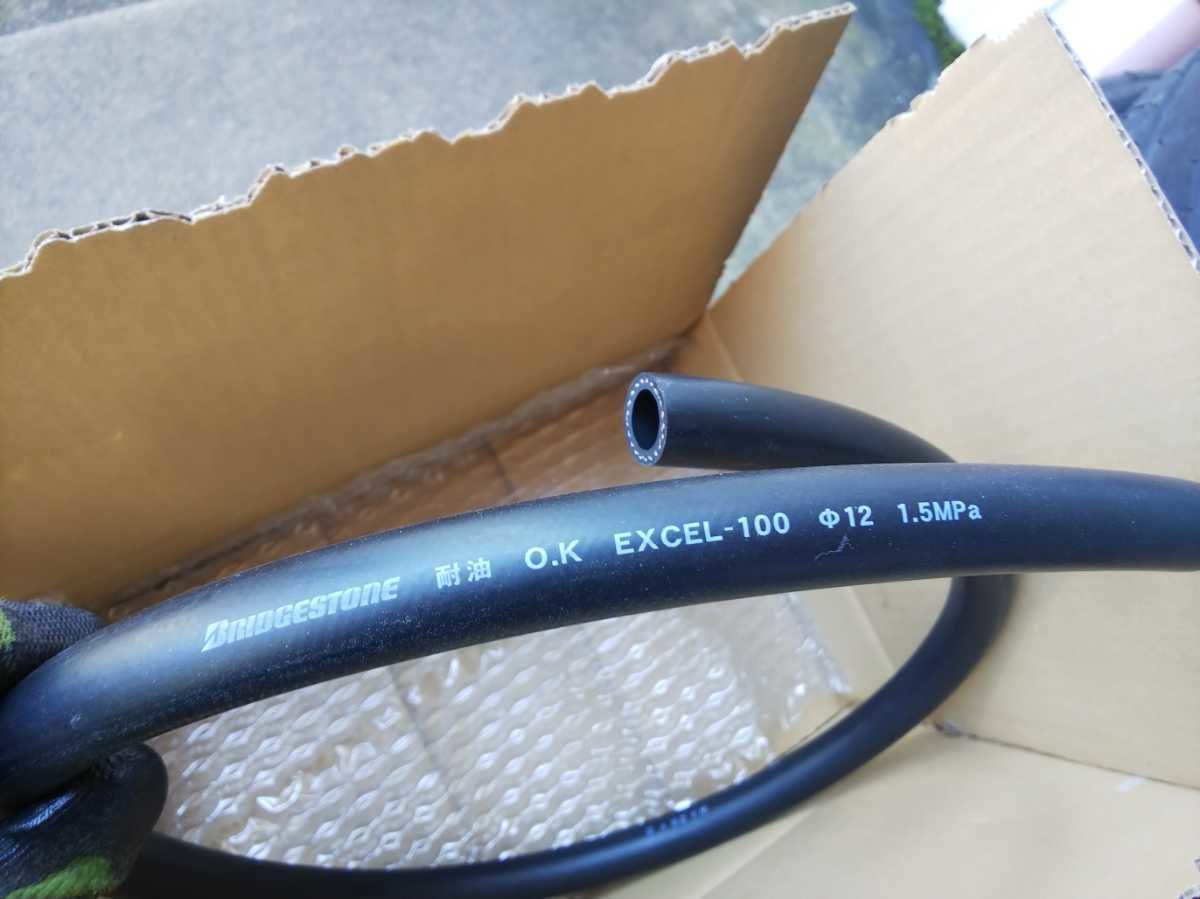 BRIDGESTONE 耐油 O.K EXCEL-100 Φ12 1.5MPa